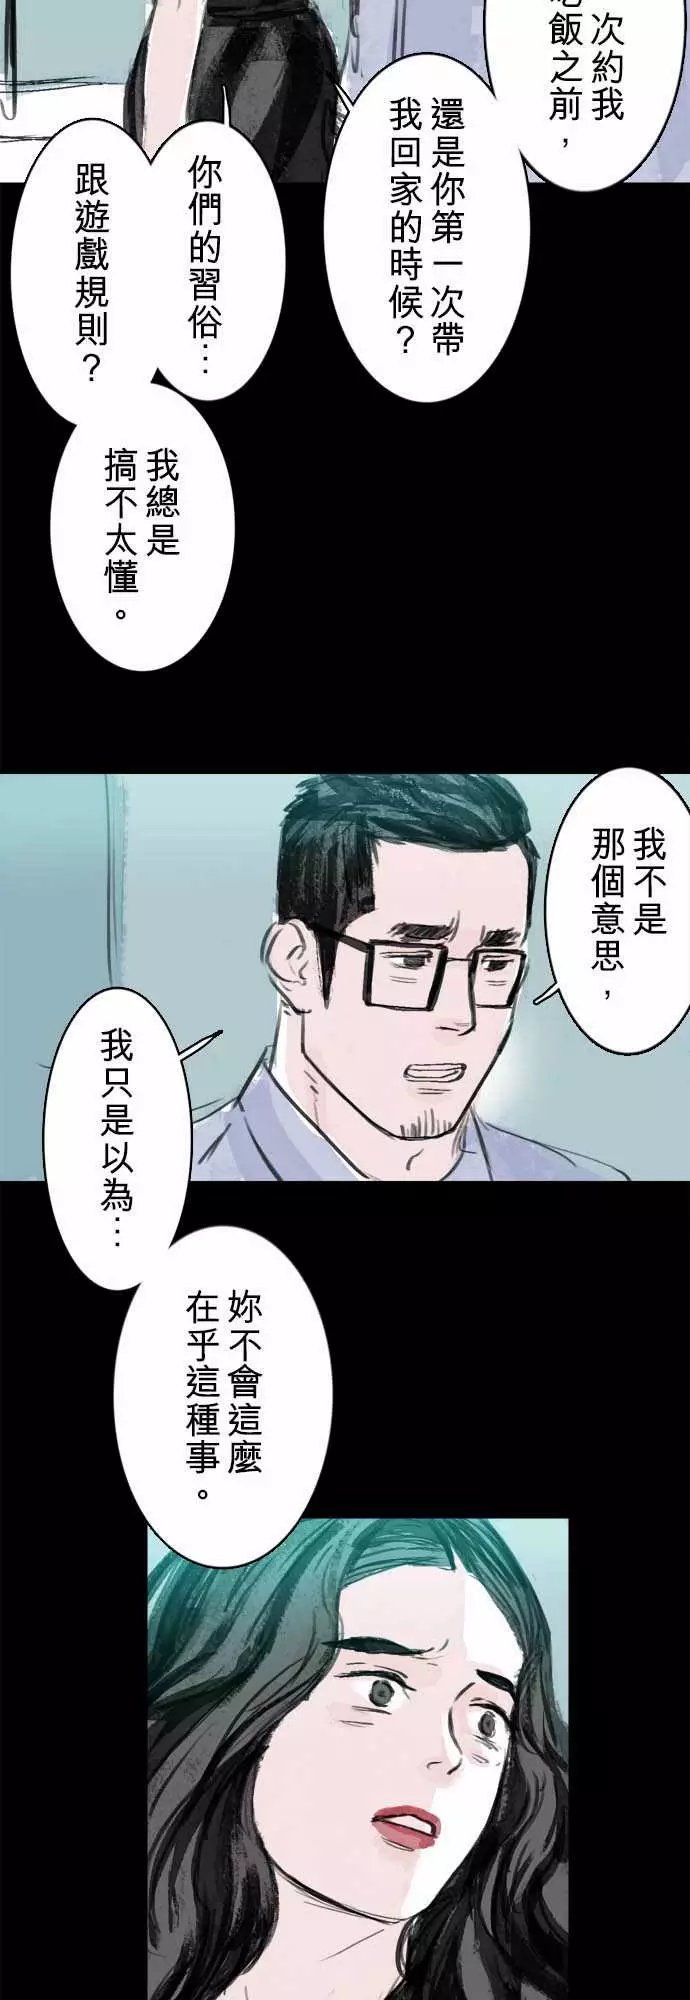 次約我
飯之前，
還是你第一次帶
我回家的時候？
你們的習俗…
跟遊戲規則？
我總是
搞不太懂。
我不是
那個意思，
我只是以為…
妳不會這麼
在乎這種事。